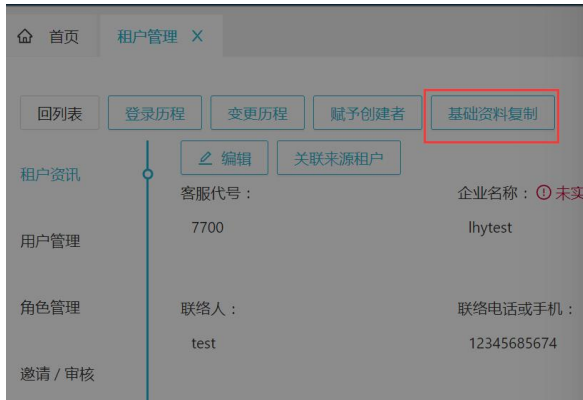 首页 租户管理 X
回列表 登录历程 变更历程 赋予创建者 基础资料复制
编辑 关联来源租户
租户资讯
客服代号： 企业名称： 未实
7700 lhytest
用户管理
角色管理 联络人： 联络电话或手机：
test 12345685674
邀请 / 审核